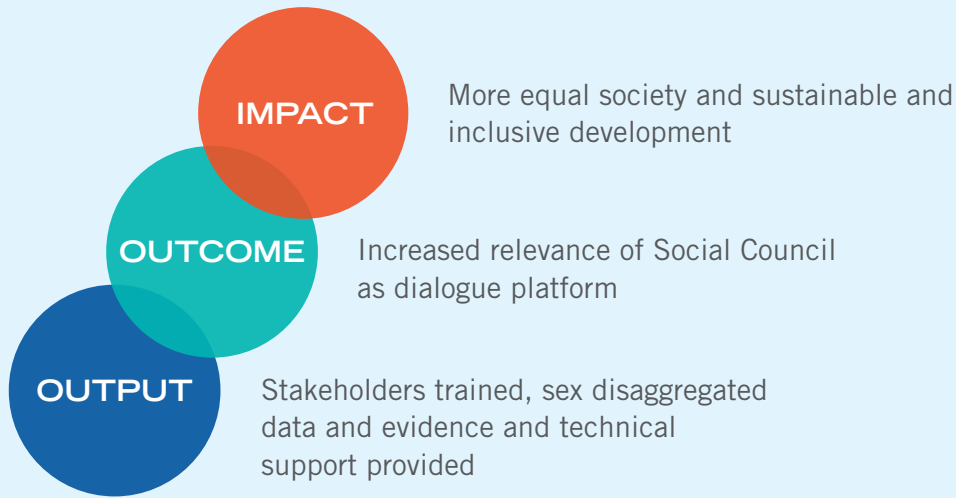 IMPACT
More equal society and sustainable and
inclusive development
OUTCOME
Increased relevance of Social Council
as dialogue platform
OUTPUT
Stakeholders trained, sex disaggregated
data and evidence and technical
support provided